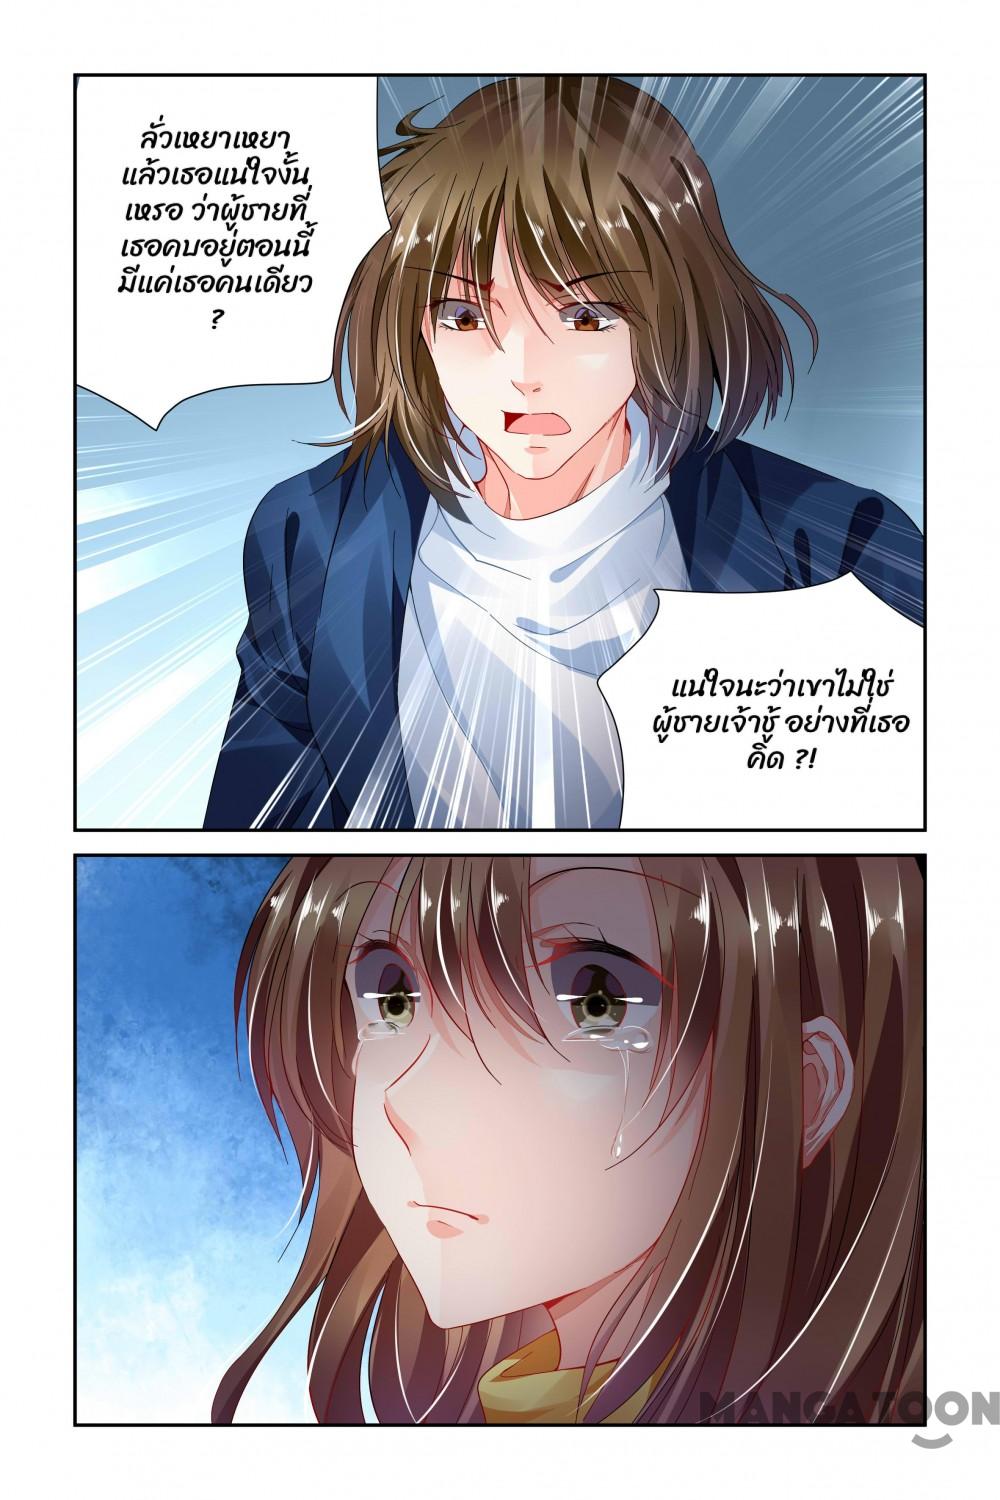 ลั่วเหยาเหยา
แล้วเธอแน่ใจงั้น
เหรอ ว่าผู้ชายที่
เธอคบอยู่ตอนนี้
มีแค่เธอคนเดียว
?
แน่ใจนะว่าเขาไม่ใช่
ผู้ชายเจ้าชู้ อย่างที่เธอ
คิด ?!
MANGATOON